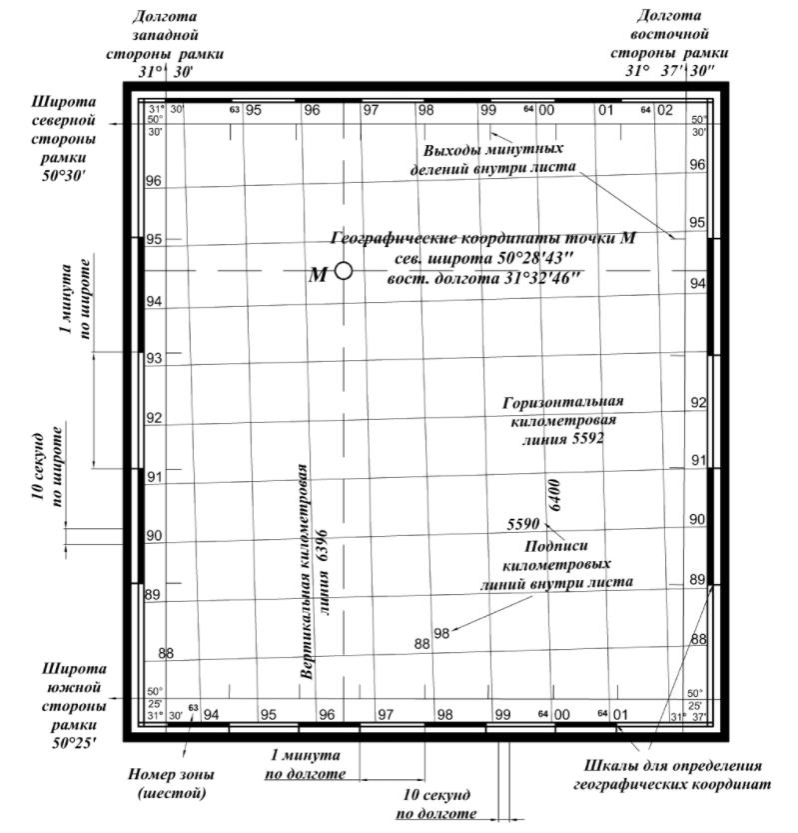 Долгота
западной
стороны рамки
31° 30'
Долгота
восточной
стороны рамки
31° 37' 30"
Широта
северной
стороны
рамки
50°30'
31° 30' 63 95 96 97 98 99 64 00 01 64 02
50°
30'
50°
30'
Выходы минутных
делений внутри листа
96
96
95
95
Географические координаты точки М
сев. широта 50°28'43"
вост. долгота 31°32'46"
М
94
94
1 минута
по широте
93
92
92
Горизонтальная
километровая
линия 5592
10 секунд
по широте
91
91
Вертикальная километровая
линия 6396
6400
90
90
5590
Подписи
километровых
линий внутри листа
89
89
98
88
88
88
Широта
южной
стороны
рамки
50°25'
50°
25'
50°
25'
31° 30' 63 94 95 96 97 98 99 64 00 64 01 31° 37'
Номер зоны
(шестой)
1 минута
по долготе
10 секунд
по долготе
Шкалы для определения
географических координат